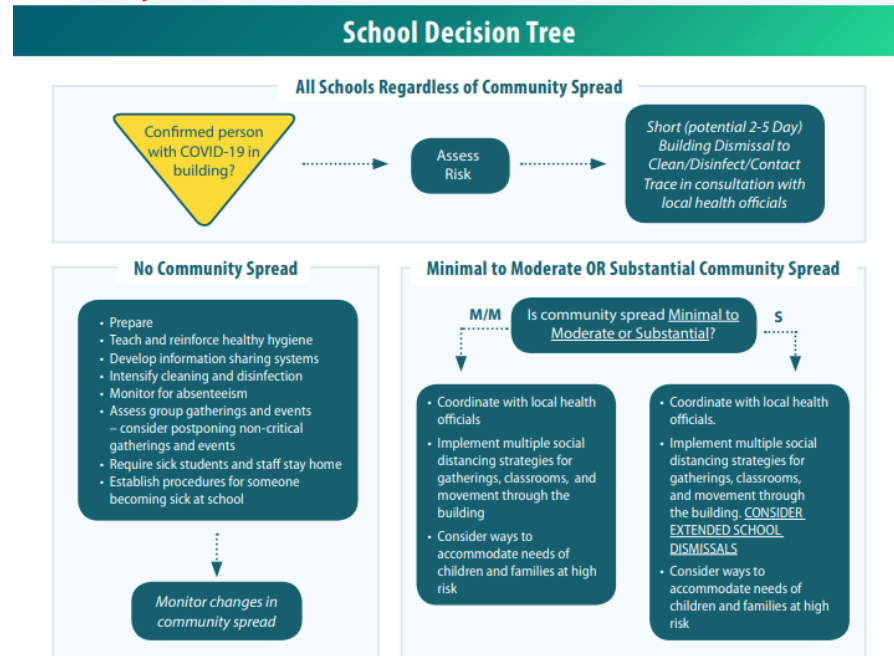 School Decision Tree
All Schools Regardless of Community Spread
Confirmed person
with COVID-19 in
building?
Assess
Risk
Short (potential 2-5 Day)
Building Dismissal to
Clean/Disinfect/Contact
Trace in consultation with
local health officials
No Community Spread
• Prepare
• Teach and reinforce healthy hygiene
• Develop information sharing systems
• Intensify cleaning and disinfection
• Monitor for absenteeism
• Assess group gatherings and events
– consider postponing non-critical
gatherings and events
• Require sick students and staff stay home
• Establish procedures for someone
becoming sick at school
Monitor changes in
community spread
Minimal to Moderate OR Substantial Community Spread
M/M
Is community spread Minimal to
Moderate or Substantial?
S
• Coordinate with local health
officials
• Implement multiple social
distancing strategies for
gatherings, classrooms, and
movement through the
building
• Consider ways to
accommodate needs of
children and families at high
risk
• Coordinate with local health
officials.
• Implement multiple social
distancing strategies for
gatherings, classrooms,
and movement through
the building. CONSIDER
EXTENDED SCHOOL
DISMISSALS
• Consider ways to
accommodate needs of
children and families at high
risk